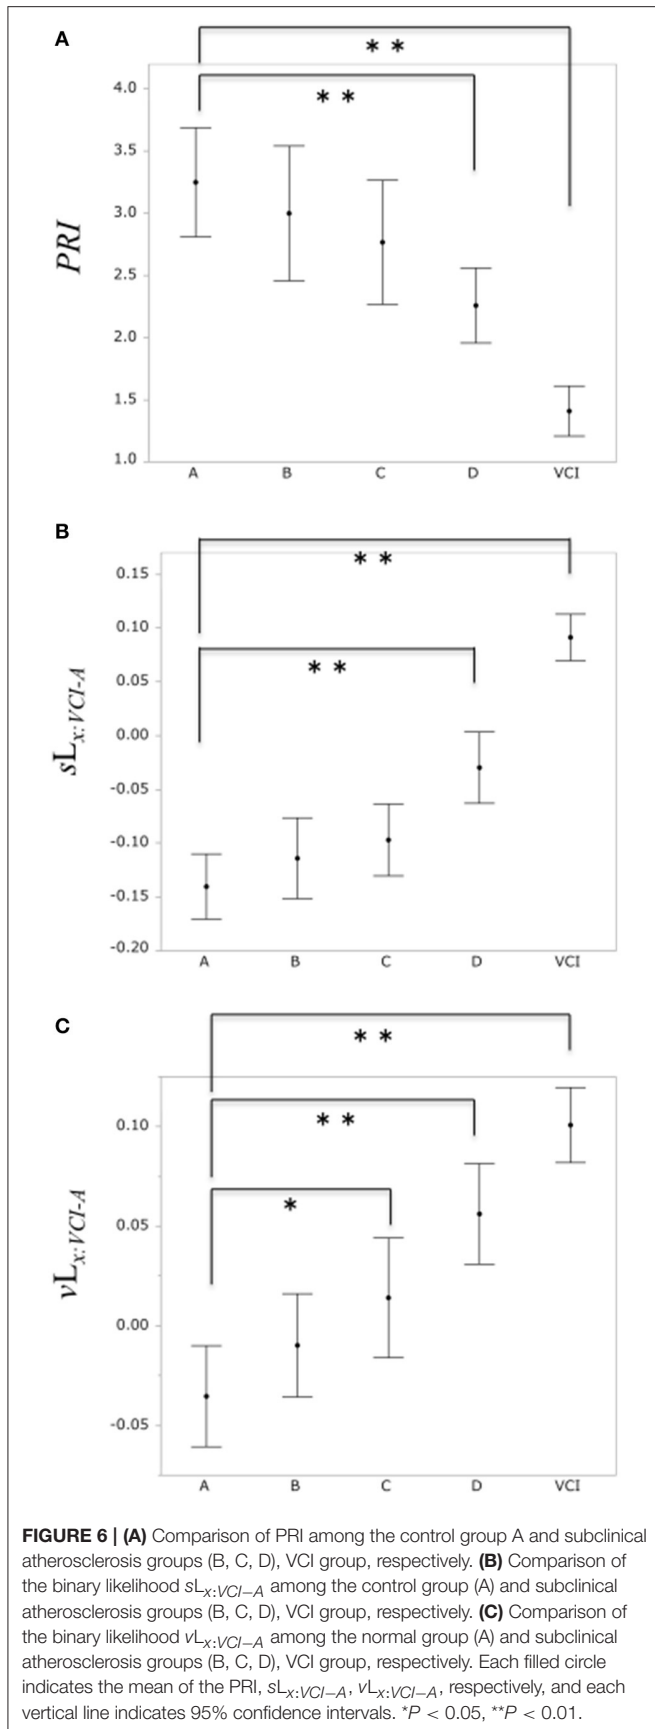 A
* *
* *
4.0
3.5
3.0
2.5
2.0
1.5
1.0
PRI
A B C D VCI
B
* *
* *
0.15
0.10
0.05
0.00
-0.05
-0.10
-0.15
-0.20
sLx:VCI-A
A B C D VCI
C
* *
* *
*
0.10
0.05
0.00
-0.05
vLx:VCI-A
A B C D VCI
FIGURE 6 | (A) Comparison of PRI among the control group A and subclinical
atherosclerosis groups (B, C, D), VCI group, respectively. (B) Comparison of
the binary likelihood sLx:VCI−A among the control group (A) and subclinical
atherosclerosis groups (B, C, D), VCI group, respectively. (C) Comparison of
the binary likelihood vLx:VCI−A among the normal group (A) and subclinical
atherosclerosis groups (B, C, D), VCI group, respectively. Each filled circle
indicates the mean of the PRI, sLx:VCI−A, vLx:VCI−A, respectively, and each
vertical line indicates 95% confidence intervals. *P < 0.05, **P < 0.01.